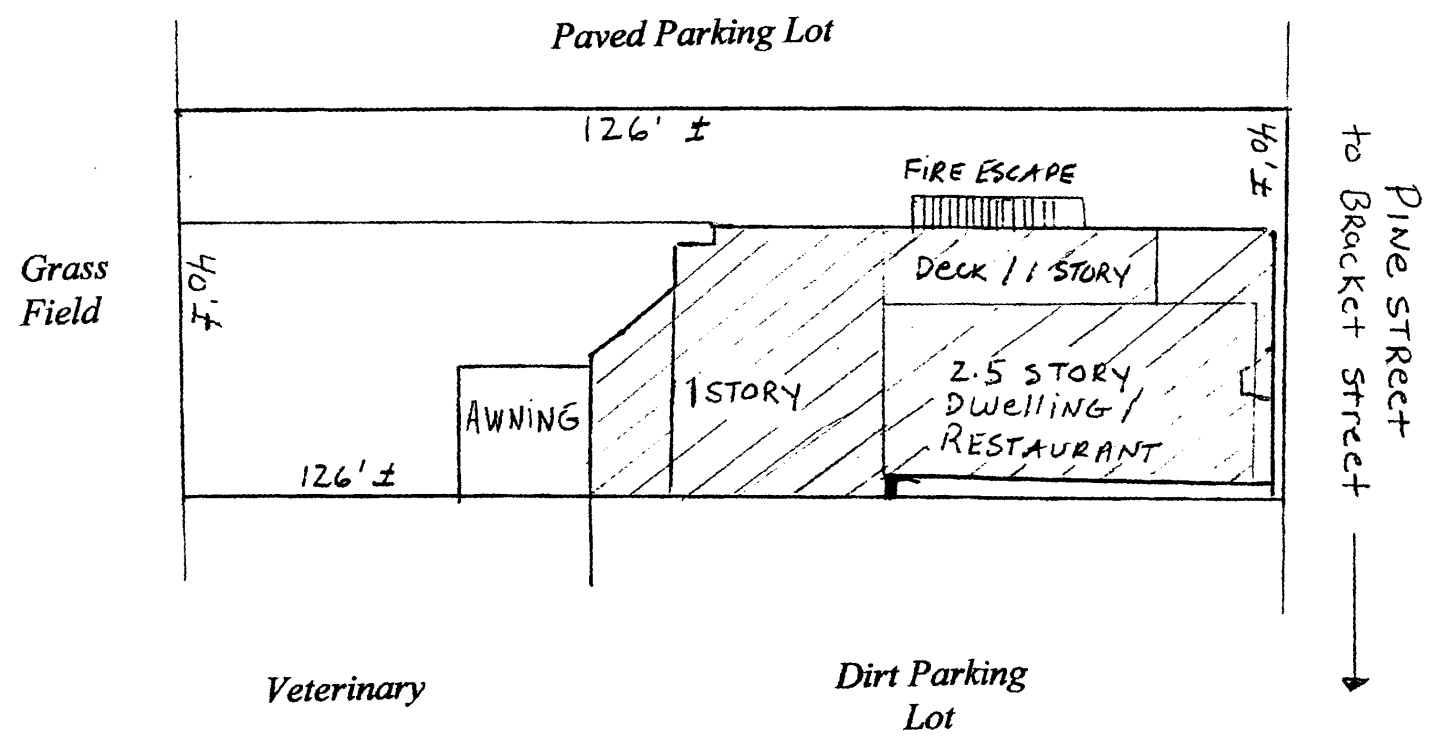 Paved Parking Lot
126' ±
40'±
FIRE ESCAPE
Deck / 1 STORY
Grass
Field
40'±
2.5 STORY
Dwelling /
RESTAURANT
1 STORY
AWNING
126' ±
PINE STREET
to BRacket Street
Veterinary
Dirt Parking
Lot